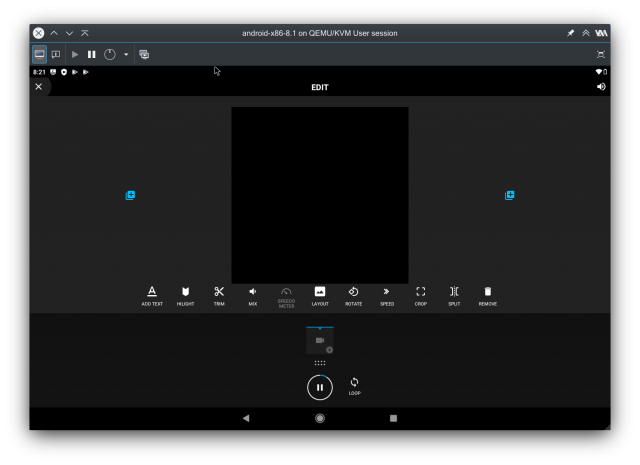 android-x86-8.1 on QEMU/KVM User session
8:21
EDIT
ADD TEXT
HILIGHT
TRIM
MIX
SPEEDO
METER
LAYOUT
ROTATE
SPEED
CROP
SPLIT
REMOVE
LOOP